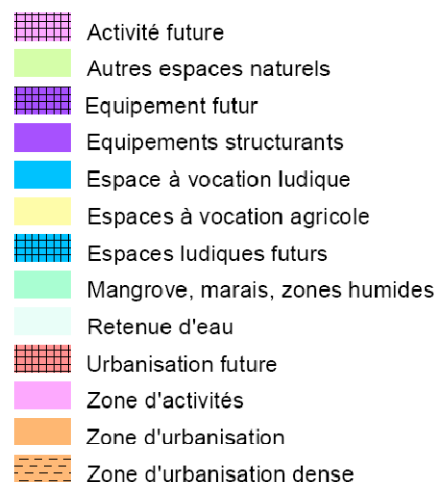 Activité future
Autres espaces naturels
Equipement futur
Equipements structurants
Espace à vocation ludique
Espaces à vocation agricole
Espaces ludiques futurs
Mangrove, marais, zones humides
Retenue d'eau
Urbanisation future
Zone d'activités
Zone d'urbanisation
Zone d'urbanisation dense